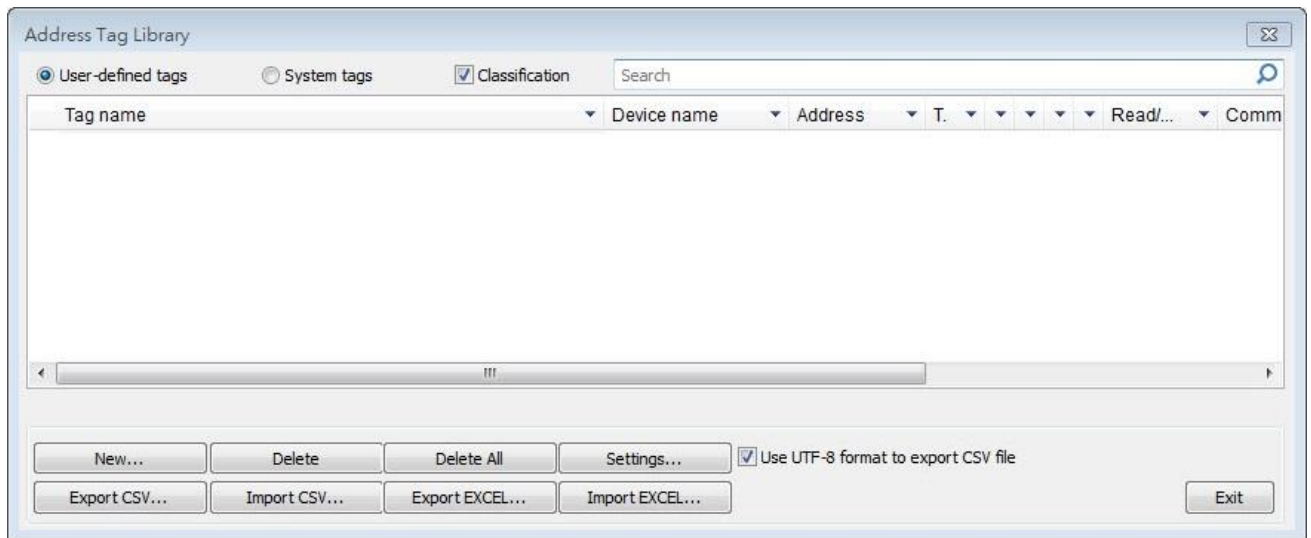 Address Tag Library
User-defined tags System tags Classification Search
Tag name Device name Address T. Read/... Comm
New... Delete Delete All Settings... Use UTF-8 format to export CSV file
Export CSV... Import CSV... Export EXCEL... Import EXCEL... Exit